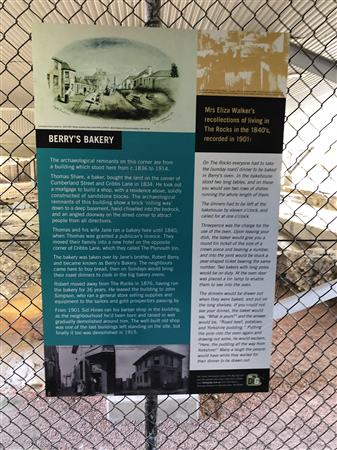 BERRY'S BAKERY
The archaeological remnants on this corner are from
a building which stood here from c.1836 to 1914.
Thomas Share, a baker, bought the land on the corner of
Cumberland Street and Cribbs Lane in 1834. He took out
a mortgage to build a shop, with a residence above, solidly
constructed of sandstone blocks. The archaeological
remnants of this building show a brick 'rolling way'
down to a deep basement, hand chiselled into the bedrock,
and an angled doorway on the street corner to attract
people from all directions.
Thomas and his wife Jane ran a bakery here until 1840
when Thomas was granted a publican's licence. They
moved their family into a new hotel on the opposite
corner of Cribbs Lane, which they called The Plymouth Inn.
The bakery was taken over by Jane's brother, Robert Berry,
and became known as Berry's Bakery. The neighbours
came here to buy bread, then on Sundays would bring
their roast dinners to cook in the big bakery ovens.
Robert moved away from The Rocks in 1876, having run
the bakery for 36 years. He leased the building to John
Simpson, who ran a general store selling supplies and
equipment to the sailors and gold prospectors passing by.
From 1901 Sid Hines ran his barber shop in the building,
as the neighbourhood he'd been born and raised in was
gradually demolished around him. The well-built shop
was one of the last buildings left standing on the site, but
finally it too was demolished in 1915.
Mrs Eliza Walker's
recollections of living in
The Rocks in the 1840's,
recorded in 1901:
On The Rocks everyone had to take
the Sunday roast dinner to be baked
in Berry's oven. In the bakehouse
stood two long tables, and on these
you would see two rows of dishes
running the whole length of them.
The dinners had to be left at the
bakehouse by eleven o'clock, and
called for at one o'clock.
Threepence was the charge for the
use of the oven. Upon leaving your
dish, the baker would give you a
round tin ticket of the size of a
crown piece and bearing a number,
and into the joint would be stuck a
pear-shaped ticket bearing the same
number. Two bakers with long poles
would be on duty. At the oven door
was placed a tin lamp to enable
them to see into the oven.
The dinners would be drawn out
when they were baked, and put on
the long shelves. If you could not
see your dinner, the baker would
say, "What is yours?" and the answer
would be, "Roast beef, potatoes,
and Yorkshire pudding." Putting
the pole into the oven again and
drawing out some, he would exclaim,
"Here, the pudding all the way from
Yorkshire!" Many a laugh the people
would have while they waited for
their dinner to be drawn out.